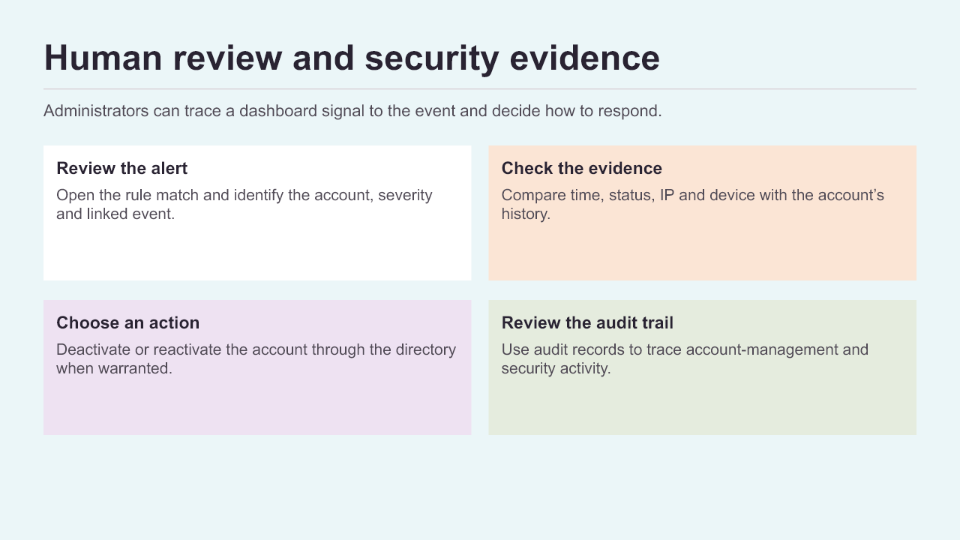 Human review and security evidence
Administrators can trace a dashboard signal to the event and decide how to respond.
Review the alert
Open the rule match and identify the account, severity
and linked event.
Check the evidence
Compare time, status, IP and device with the account’s
history.
Choose an action
Deactivate or reactivate the account through the directory
when warranted.
Review the audit trail
Use audit records to trace account-management and
security activity.